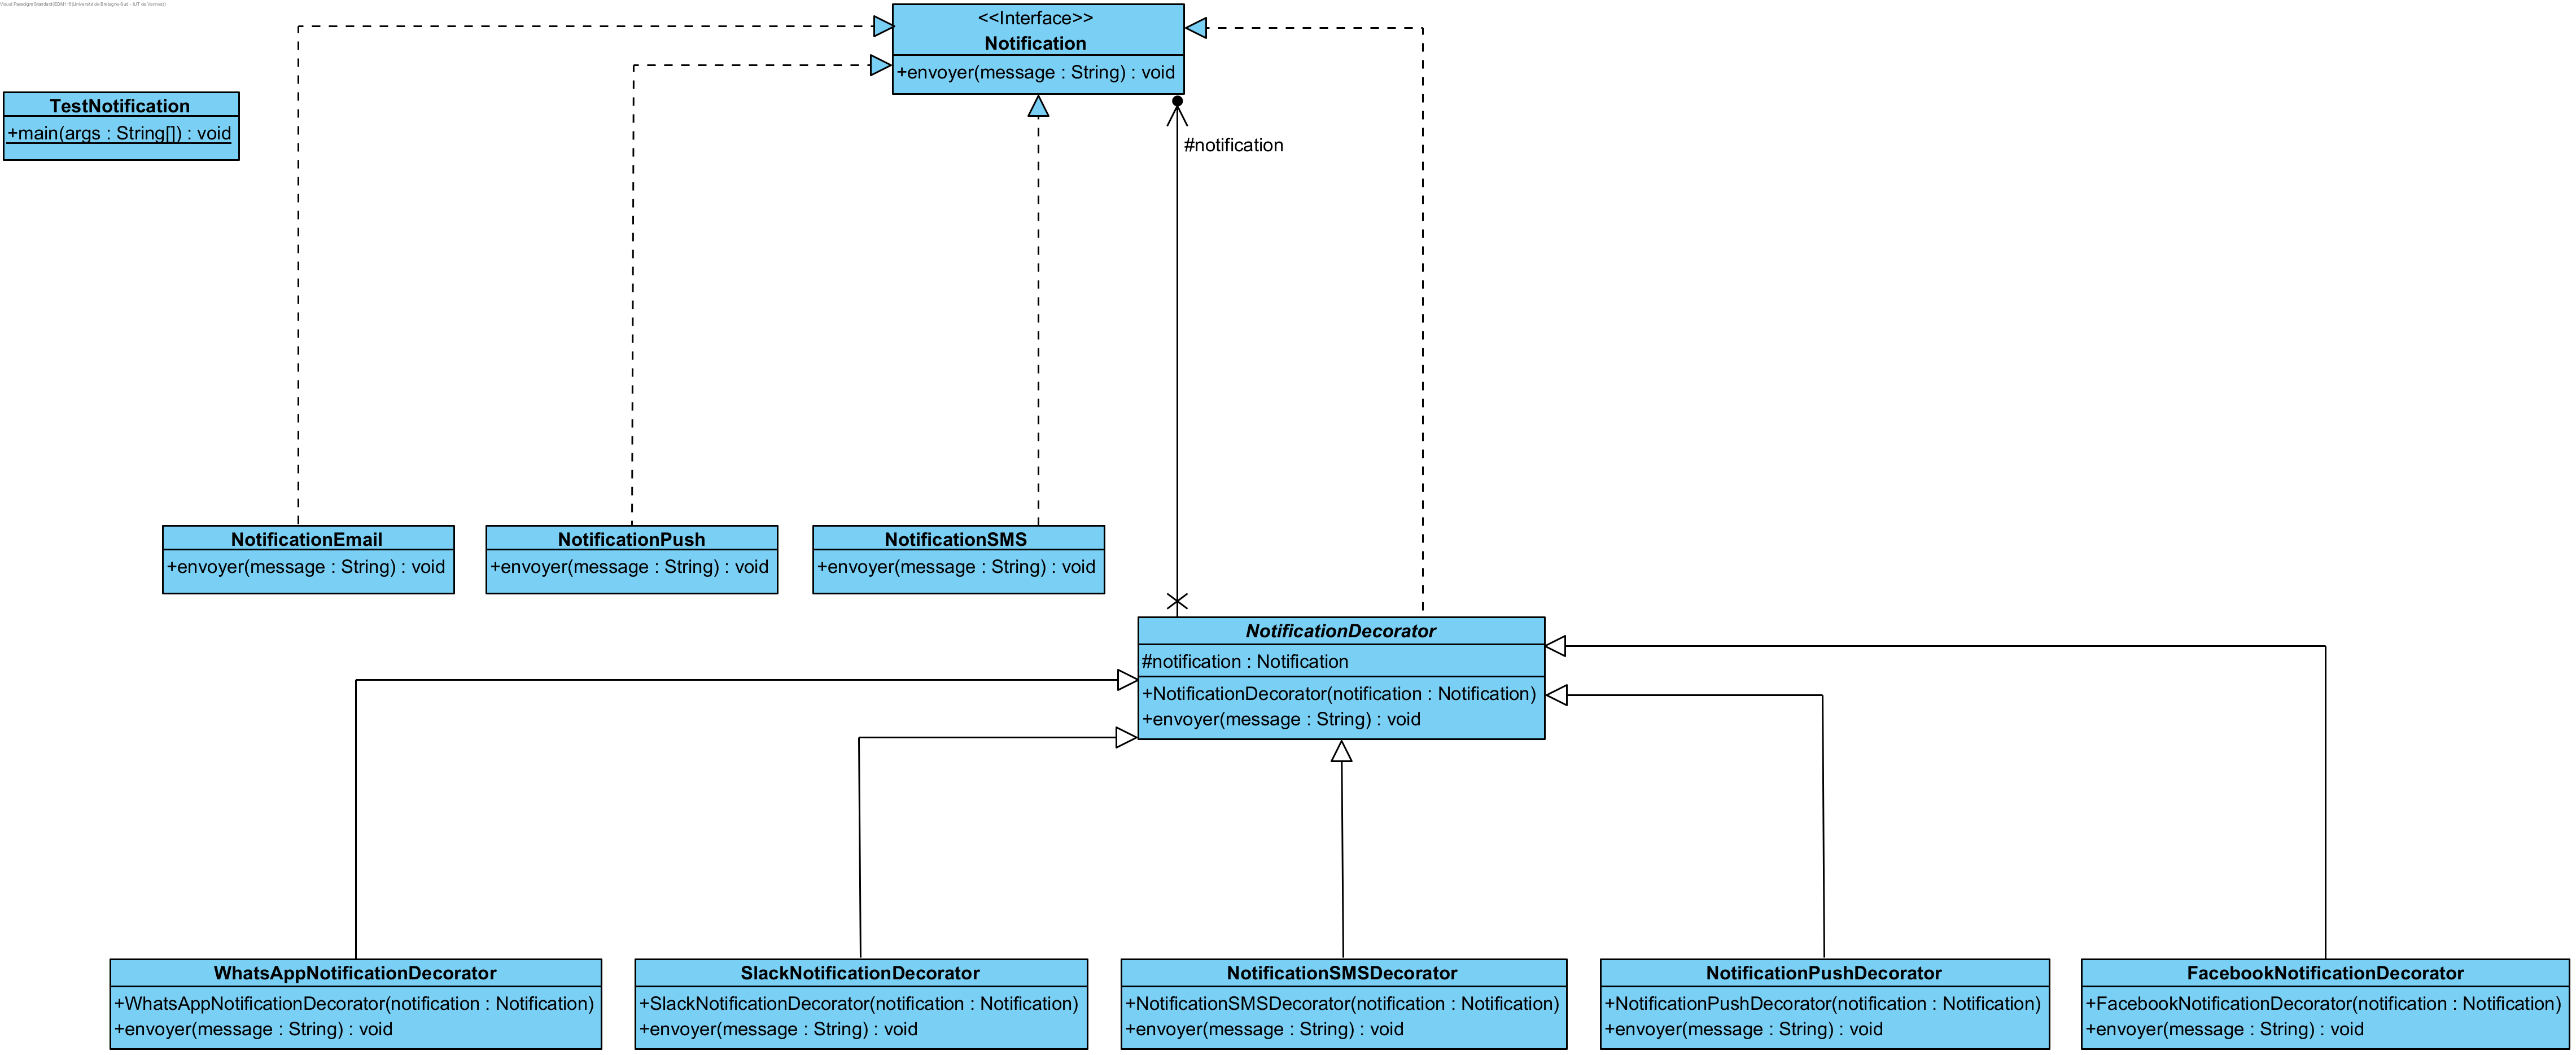 Visual Paradigm Standard(EDIM115(Université de Bretagne Sud - IUT de Vannes))
<<Interface>>
Notification
+envoyer(message : String) : void
TestNotification
+main(args : String[]) : void
#notification
NotificationEmail
+envoyer(message : String) : void
NotificationPush
+envoyer(message : String) : void
NotificationSMS
+envoyer(message : String) : void
NotificationDecorator
#notification : Notification
+NotificationDecorator(notification : Notification)
+envoyer(message : String) : void
WhatsAppNotificationDecorator
+WhatsAppNotificationDecorator(notification : Notification)
+envoyer(message : String) : void
SlackNotificationDecorator
+SlackNotificationDecorator(notification : Notification)
+envoyer(message : String) : void
NotificationSMSDecorator
+NotificationSMSDecorator(notification : Notification)
+envoyer(message : String) : void
NotificationPushDecorator
+NotificationPushDecorator(notification : Notification)
+envoyer(message : String) : void
FacebookNotificationDecorator
+FacebookNotificationDecorator(notification : Notification)
+envoyer(message : String) : void